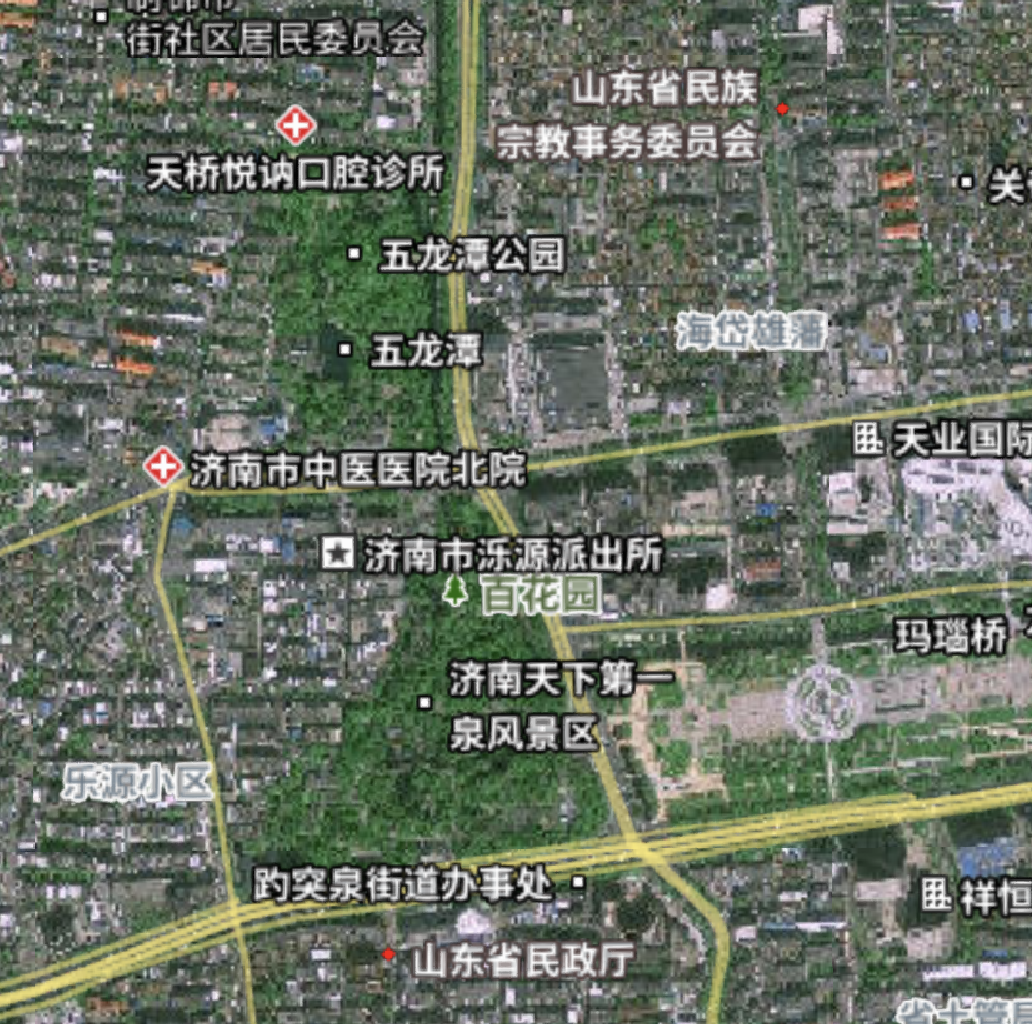 街社区居民委员会
山东省民族
宗教事务委员会
天桥悦讷口腔诊所
关
五龙潭公园
海岱雄藩
五龙潭
天业国际
济南市中医医院北院
济南市泺源派出所
百花园
玛瑙桥
济南天下第一
泉风景区
乐源小区
趵突泉街道办事处
祥恒
山东省民政厅